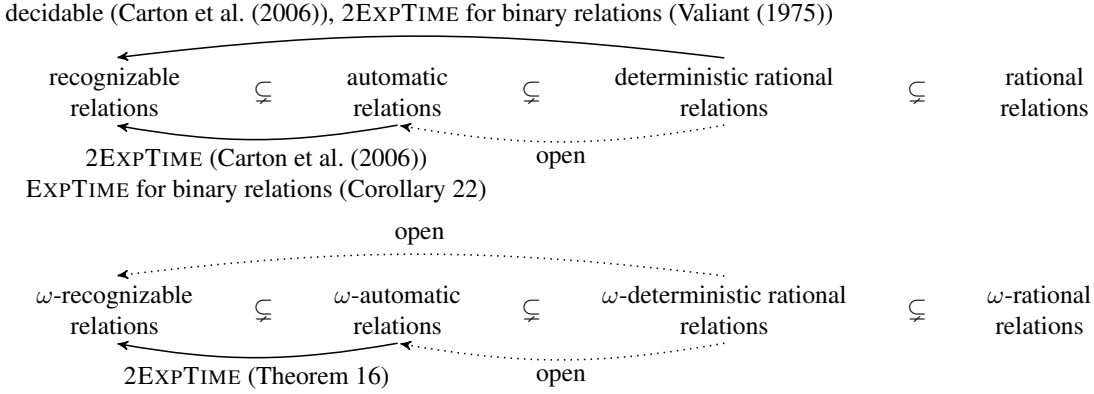 decidable (Carton et al. (2006)), 2EXPTIME for binary relations (Valiant (1975))
recognizable relations ⊊ automatic relations ⊊ deterministic rational relations ⊊ rational relations
open
2EXPTIME (Carton et al. (2006))
EXPTIME for binary relations (Corollary 22)
open
ω-recognizable relations ⊊ ω-automatic relations ⊊ ω-deterministic rational relations ⊊ ω-rational relations
2EXPTIME (Theorem 16)
open